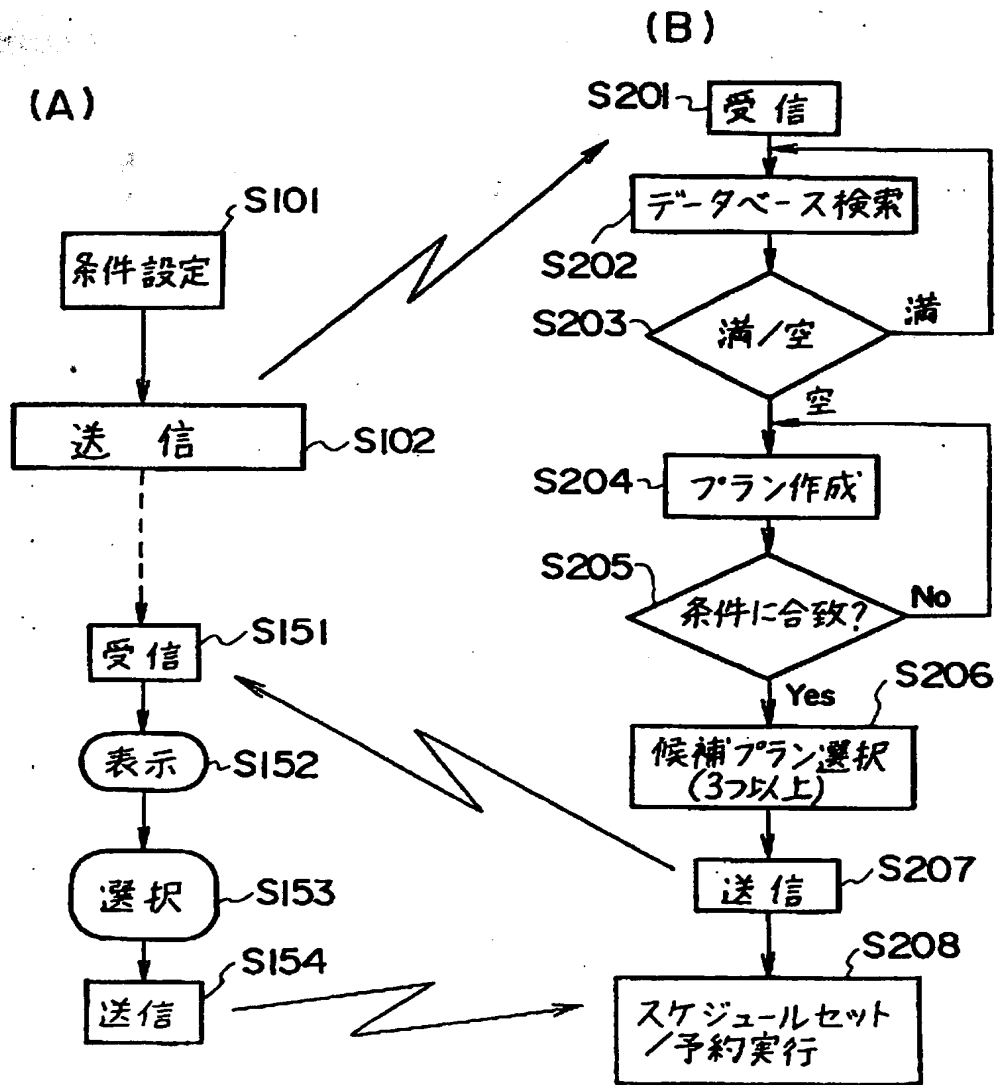 (A)
S101
条件設定
送信
S102
受信
S151
表示
S152
選択
S153
S154
送信
(B)
S201
受信
データベース検索
S202
S203
満/空
満
空
S204
プラン作成
S205
条件に合致?
No
Yes
S206
候補プラン選択
(3つ以上)
送信
S207
S208
スケジュールセット
/予約実行